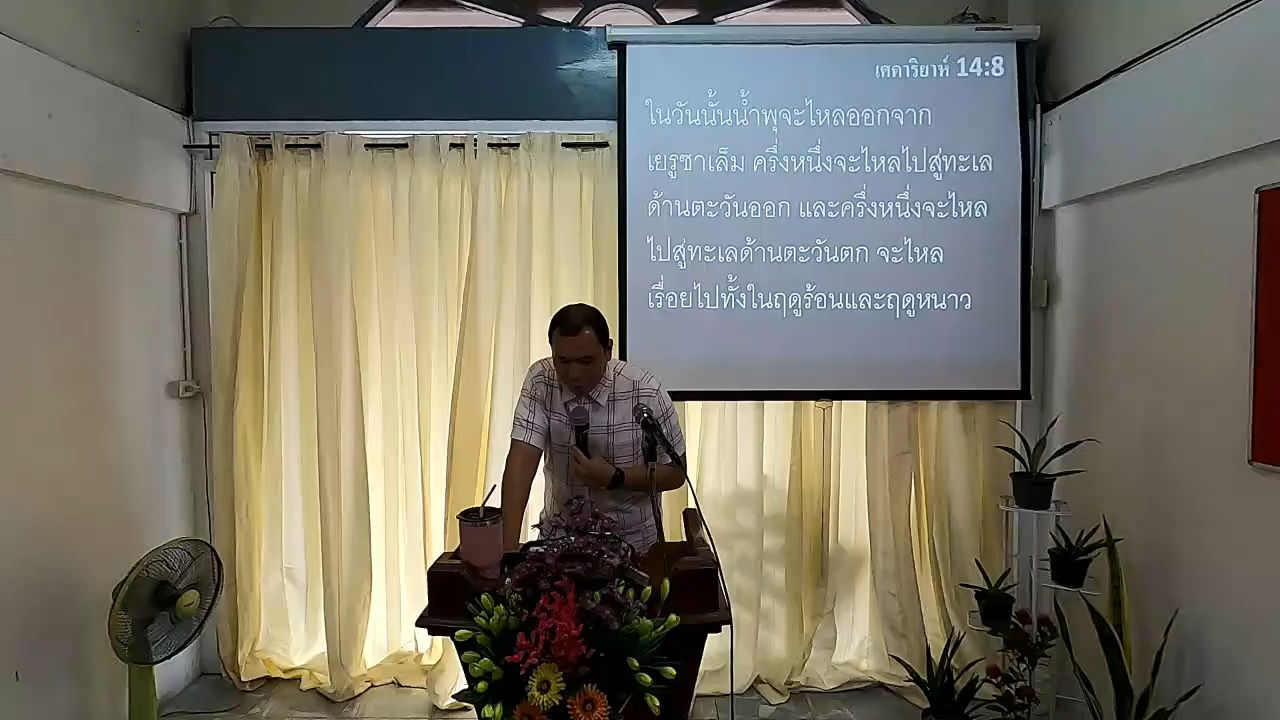 เศคาริยาห์ 14:8
ในวันนั้นน้ำพุจะไหลออกจาก
เยรูซาเล็ม ครึ่งหนึ่งจะไหลไปสู่ทะเล
ด้านตะวันออก และครึ่งหนึ่งจะไหล
ไปสู่ทะเลด้านตะวันตก จะไหล
เรื่อยไปทั้งในฤดูร้อนและฤดูหนาว